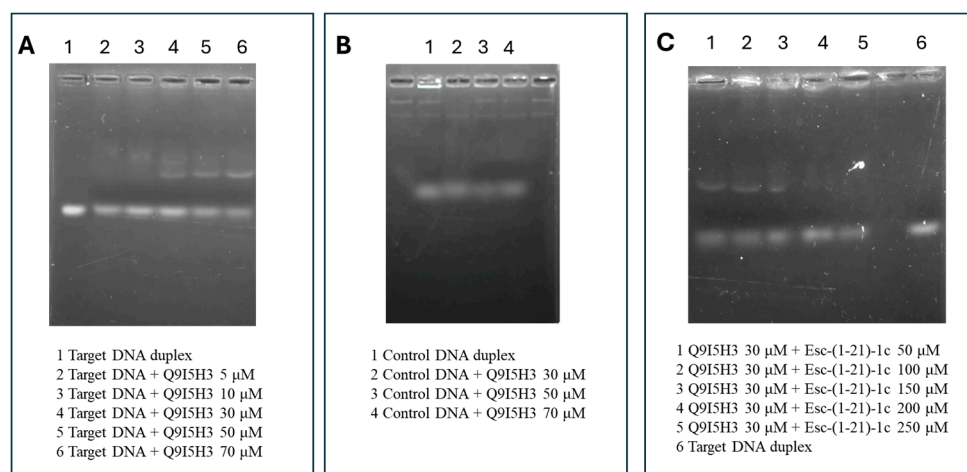 A
1 2 3 4 5 6
1 Target DNA duplex
2 Target DNA + Q9I5H3 5 μM
3 Target DNA + Q9I5H3 10 μM
4 Target DNA + Q9I5H3 30 μM
5 Target DNA + Q9I5H3 50 μM
6 Target DNA + Q9I5H3 70 μM
B
1 2 3 4
1 Control DNA duplex
2 Control DNA + Q9I5H3 30 μM
3 Control DNA + Q9I5H3 50 μM
4 Control DNA + Q9I5H3 70 μM
C
1 2 3 4 5 6
1 Q9I5H3 30 μM + Esc-(1-21)-1c 50 μM
2 Q9I5H3 30 μM + Esc-(1-21)-1c 100 μM
3 Q9I5H3 30 μM + Esc-(1-21)-1c 150 μM
4 Q9I5H3 30 μM + Esc-(1-21)-1c 200 μM
5 Q9I5H3 30 μM + Esc-(1-21)-1c 250 μM
6 Target DNA duplex